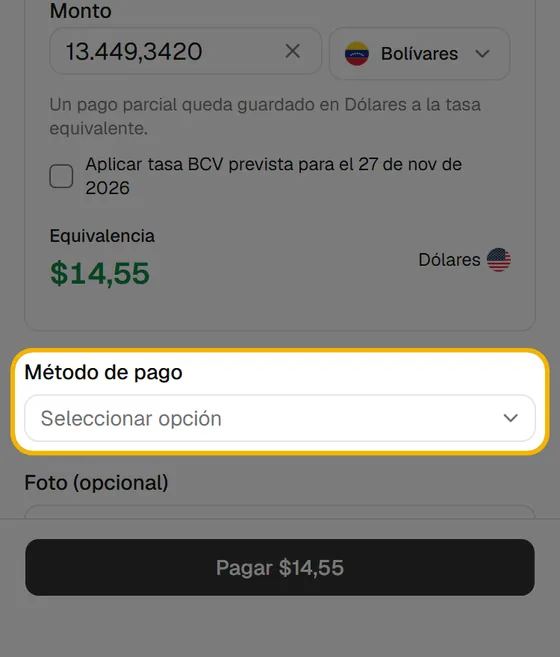 Monto
13.449,3420
Bolívares
Un pago parcial queda guardado en Dólares a la tasa
equivalente.
Aplicar tasa BCV prevista para el 27 de nov de
2026
Equivalencia
$14,55
Dólares
Método de pago
Seleccionar opción
Foto (opcional)
Pagar $14,55